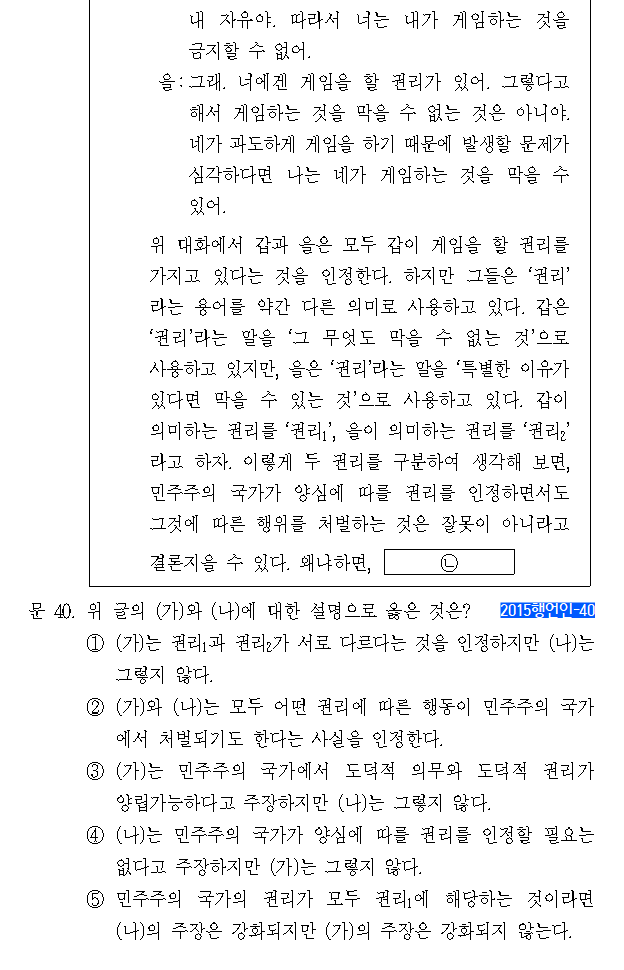 내 자유야. 따라서 너는 내가 게임하는 것을
금지할 수 없어.
을: 그래. 너에겐 게임을 할 권리가 있어. 그렇다고
해서 게임하는 것을 막을 수 없는 것은 아니야.
네가 과도하게 게임을 하기 때문에 발생할 문제가
심각하다면 나는 네가 게임하는 것을 막을 수
있어.
위 대화에서 갑과 을은 모두 갑이 게임을 할 권리를
가지고 있다는 것을 인정한다. 하지만 그들은 ‘권리’
라는 용어를 약간 다른 의미로 사용하고 있다. 갑은
‘권리’라는 말을 ‘그 무엇도 막을 수 없는 것’으로
사용하고 있지만, 을은 ‘권리’라는 말을 ‘특별한 이유가
있다면 막을 수 있는 것’으로 사용하고 있다. 갑이
의미하는 권리를 ‘권리₁’, 을이 의미하는 권리를 ‘권리₂’
라고 하자. 이렇게 두 권리를 구분하여 생각해 보면,
민주주의 국가가 양심에 따를 권리를 인정하면서도
그것에 따른 행위를 처벌하는 것은 잘못이 아니라고
결론지을 수 있다. 왜냐하면, ㉡
문 40. 위 글의 (가)와 (나)에 대한 설명으로 옳은 것은? 2015행언인-40
① (가)는 권리₁과 권리₂가 서로 다르다는 것을 인정하지만 (나)는
그렇지 않다.
② (가)와 (나)는 모두 어떤 권리에 따른 행동이 민주주의 국가
에서 처벌되기도 한다는 사실을 인정한다.
③ (가)는 민주주의 국가에서 도덕적 의무와 도덕적 권리가
양립가능하다고 주장하지만 (나)는 그렇지 않다.
④ (나)는 민주주의 국가가 양심에 따를 권리를 인정할 필요는
없다고 주장하지만 (가)는 그렇지 않다.
⑤ 민주주의 국가의 권리가 모두 권리₁에 해당하는 것이라면
(나)의 주장은 강화되지만 (가)의 주장은 강화되지 않는다.